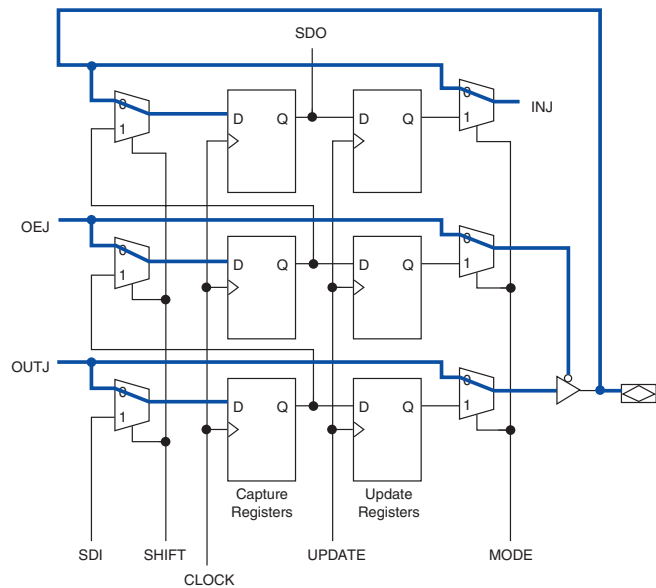 SDO
0
1
D Q
D Q
0
1
INJ
OEJ
0
1
D Q
D Q
0
1
OUTJ
0
1
D Q
D Q
0
1
Capture
Registers
Update
Registers
SDI
SHIFT
CLOCK
UPDATE
MODE